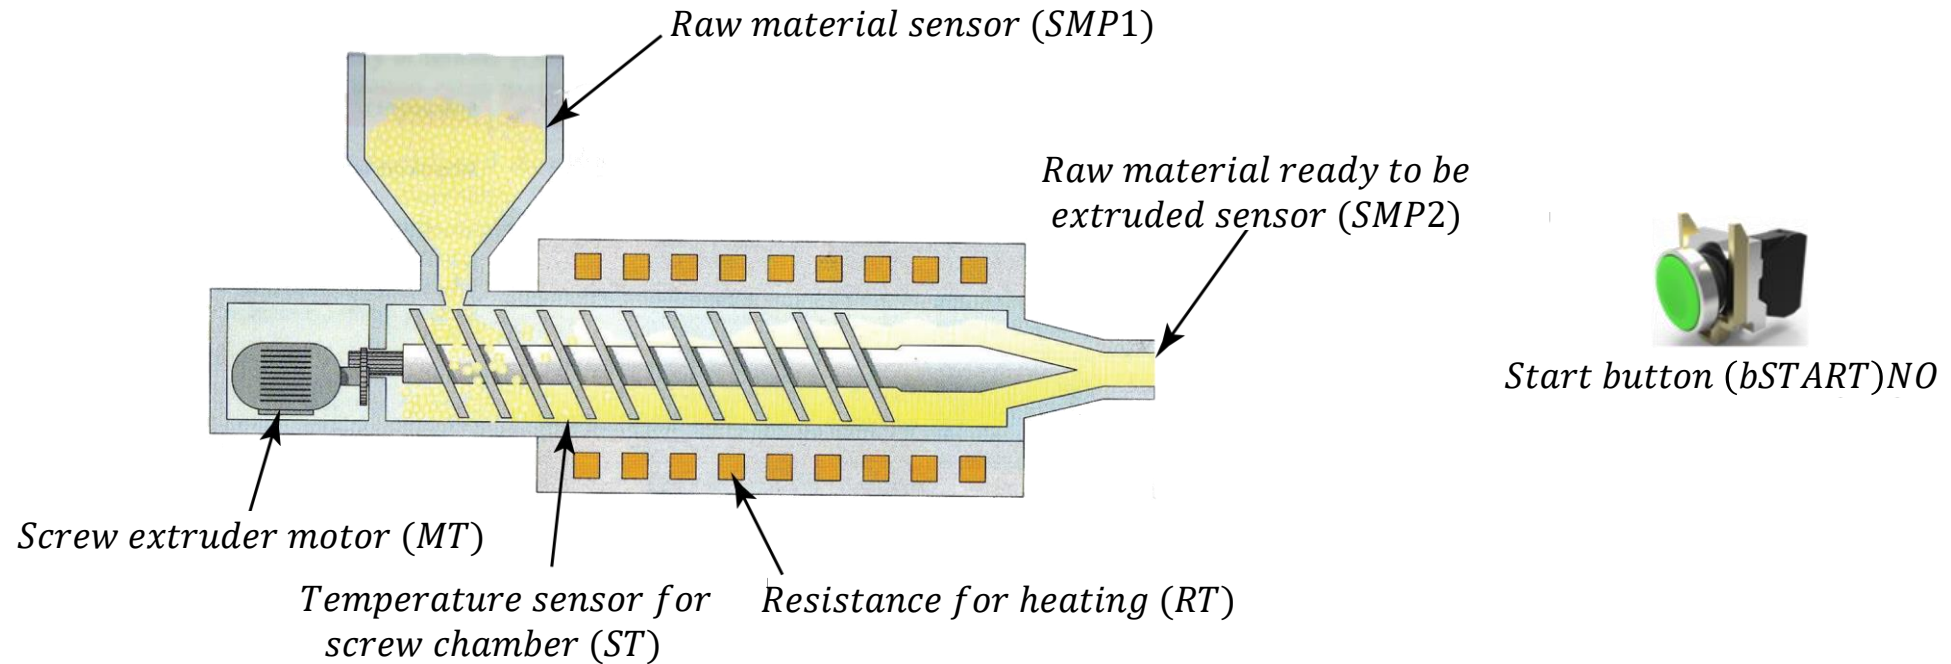 Raw material sensor (SMP1)
Raw material ready to be
extruded sensor (SMP2)
Start button (bSTART)NO
Screw extruder motor (MT)
Temperature sensor for
screw chamber (ST)
Resistance for heating (RT)